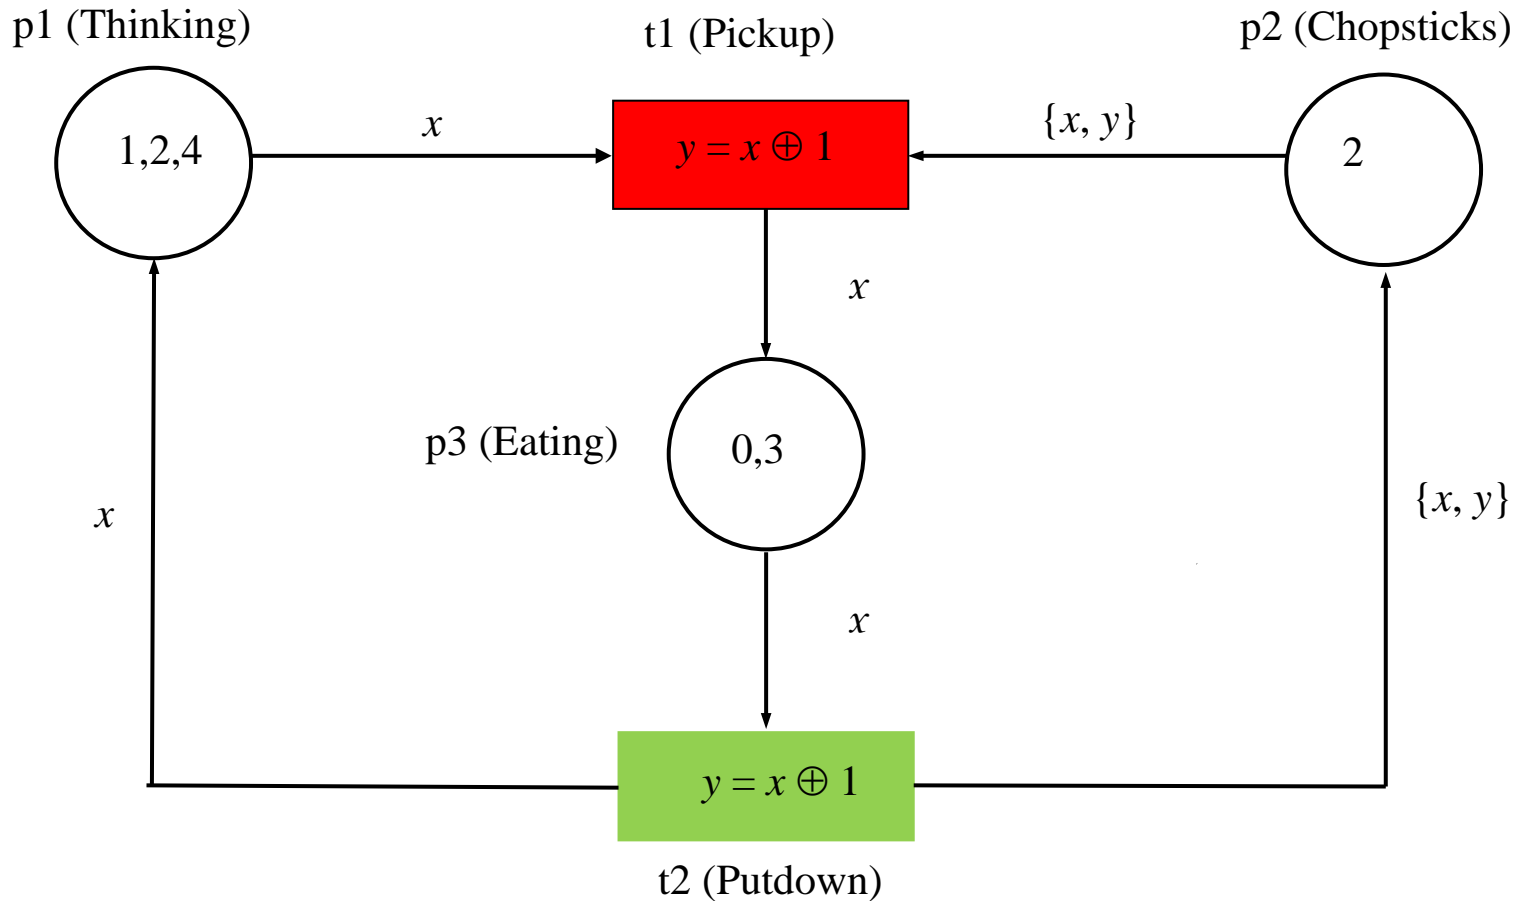 p1 (Thinking)
t1 (Pickup)
p2 (Chopsticks)
1,2,4
x
y = x ⊕ 1
{x, y}
2
x
p3 (Eating)
0,3
x
{x, y}
x
y = x ⊕ 1
t2 (Putdown)